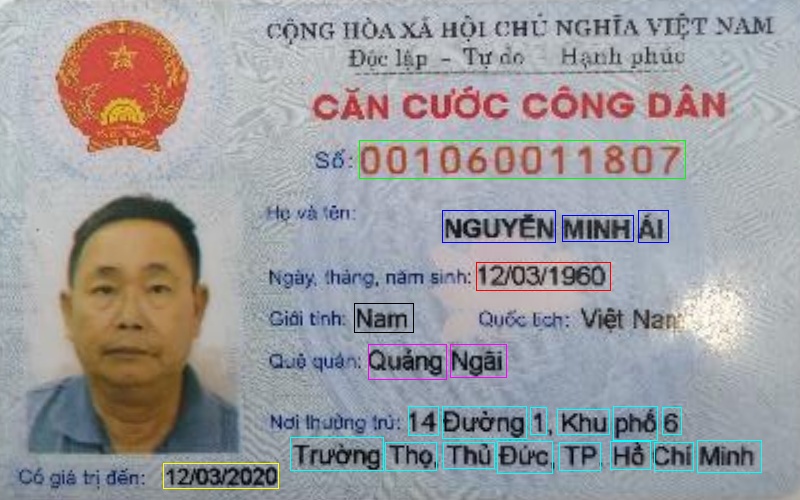 CỘNG HÒA XÃ HỘI CHỦ NGHĨA VIỆT NAM
Độc lập - Tự do - Hạnh phúc
CĂN CƯỚC CÔNG DÂN
Số: 001060011807
Họ và tên:
NGUYỄN MINH ÁI
Ngày, tháng, năm sinh: 12/03/1960
Giới tính: Nam Quốc tịch: Việt Nam
Quê quán: Quảng Ngãi
Nơi thường trú: 14 Đường 1, Khu phố 6
Trường Thọ, Thủ Đức, TP, Hồ Chí Minh
Có giá trị đến: 12/03/2020